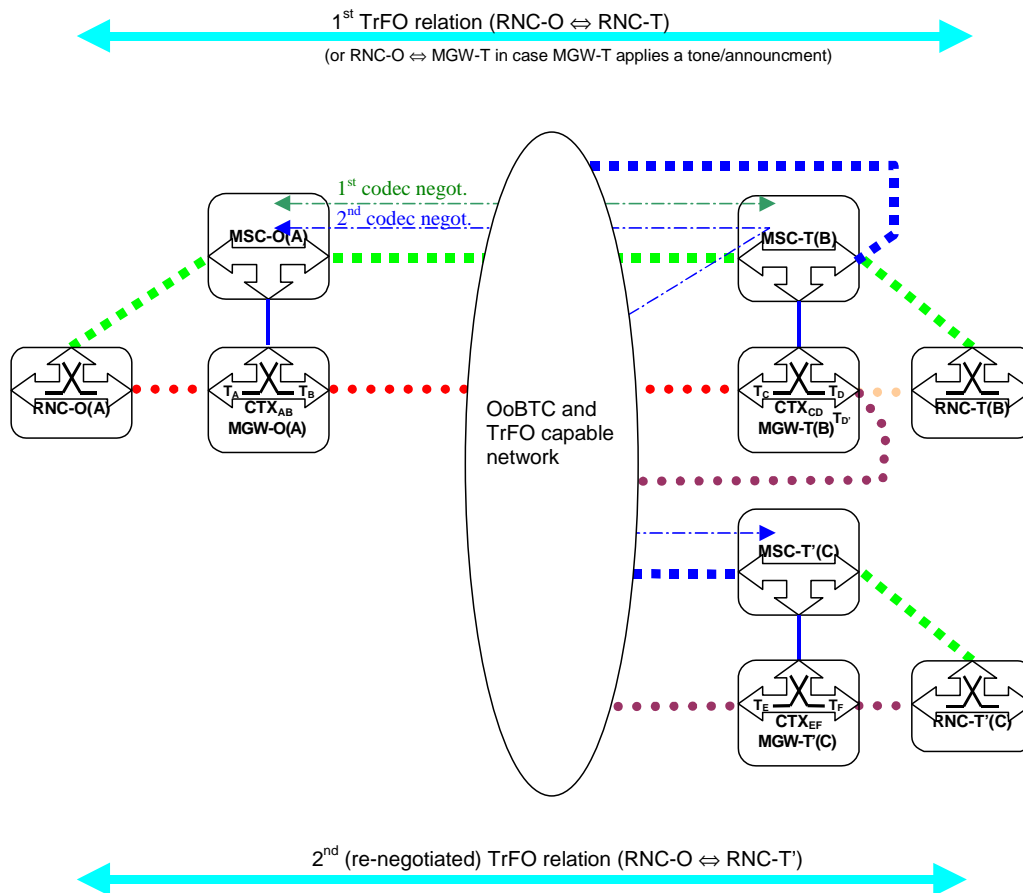 1st TrFO relation (RNC-O ⇔ RNC-T)
(or RNC-O ⇔ MGW-T in case MGW-T applies a tone/announcment)
1st codec negot.
2nd codec negot.
MSC-O(A)
MSC-T(B)
RNC-O(A)
TA TB
CTXAB
MGW-O(A)
OoBTC and
TrFO capable
network
TC TD
CTXCD
TD'
MGW-T(B)
RNC-T(B)
MSC-T'(C)
TE TF
CTXEF
MGW-T'(C)
RNC-T'(C)
2nd (re-negotiated) TrFO relation (RNC-O ⇔ RNC-T')